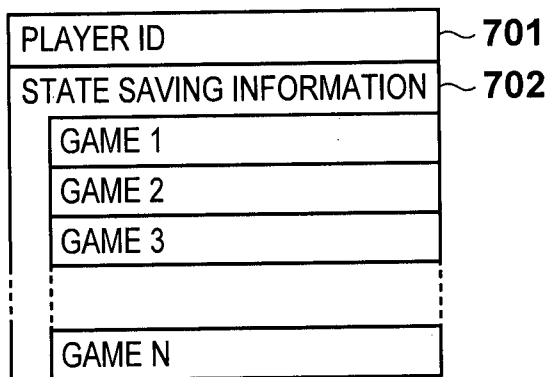 PLAYER ID 701
STATE SAVING INFORMATION 702
GAME 1
GAME 2
GAME 3
GAME N